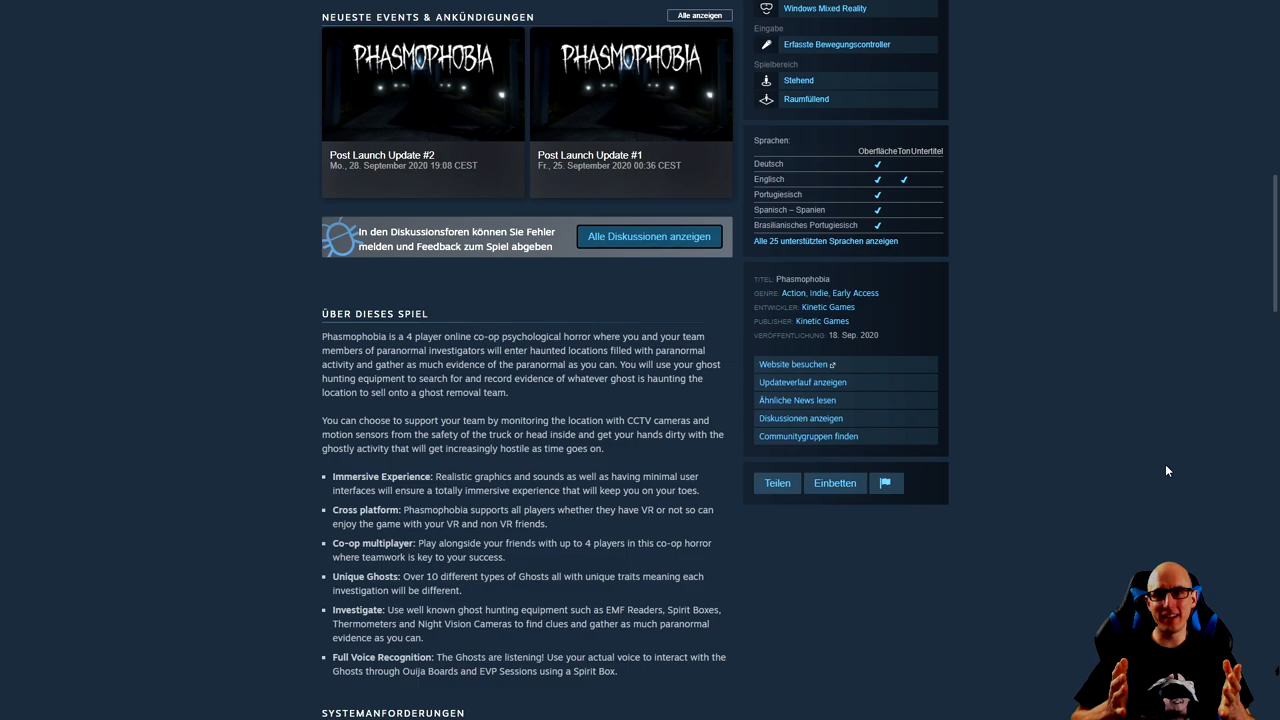 NEUESTE EVENTS & ANKÜNDIGUNGEN
Alle anzeigen
PHASMOPHOBIA
PHASMOPHOBIA
Post Launch Update #2
Mo., 28. September 2020 19:08 CEST
Post Launch Update #1
Fr., 25. September 2020 00:36 CEST
In den Diskussionsforen können Sie Fehler
melden und Feedback zum Spiel abgeben
Alle Diskussionen anzeigen
ÜBER DIESES SPIEL
Phasmophobia is a 4 player online co-op psychological horror where you and your team
members of paranormal investigators will enter haunted locations filled with paranormal
activity and gather as much evidence of the paranormal as you can. You will use your ghost
hunting equipment to search for and record evidence of whatever ghost is haunting the
location to sell onto a ghost removal team.
You can choose to support your team by monitoring the location with CCTV cameras and
motion sensors from the safety of the truck or head inside and get your hands dirty with the
ghostly activity that will get increasingly hostile as time goes on.
Immersive Experience: Realistic graphics and sounds as well as having minimal user
interfaces will ensure a totally immersive experience that will keep you on your toes.
Cross platform: Phasmophobia supports all players whether they have VR or not so can
enjoy the game with your VR and non VR friends.
Co-op multiplayer: Play alongside your friends with up to 4 players in this co-op horror
where teamwork is key to your success.
Unique Ghosts: Over 10 different types of Ghosts all with unique traits meaning each
investigation will be different.
Investigate: Use well known ghost hunting equipment such as EMF Readers, Spirit Boxes,
Thermometers and Night Vision Cameras to find clues and gather as much paranormal
evidence as you can.
Full Voice Recognition: The Ghosts are listening! Use your actual voice to interact with the
Ghosts through Ouija Boards and EVP Sessions using a Spirit Box.
SYSTEMANFORDERUNGEN
Windows Mixed Reality
Eingabe
Erfasste Bewegungscontroller
Spielbereich
Stehend
Raumfüllend
Sprachen:
Oberfläche Ton Untertitel
Deutsch ✔
Englisch ✔ ✔
Portugiesisch ✔
Spanisch – Spanien ✔
Brasilianisches Portugiesisch ✔
Alle 25 unterstützten Sprachen anzeigen
TITEL: Phasmophobia
GENRE: Action, Indie, Early Access
ENTWICKLER: Kinetic Games
PUBLISHER: Kinetic Games
VERÖFFENTLICHUNG: 18. Sep. 2020
Website besuchen
Updateverlauf anzeigen
Ähnliche News lesen
Diskussionen anzeigen
Communitygruppen finden
Teilen
Einbetten